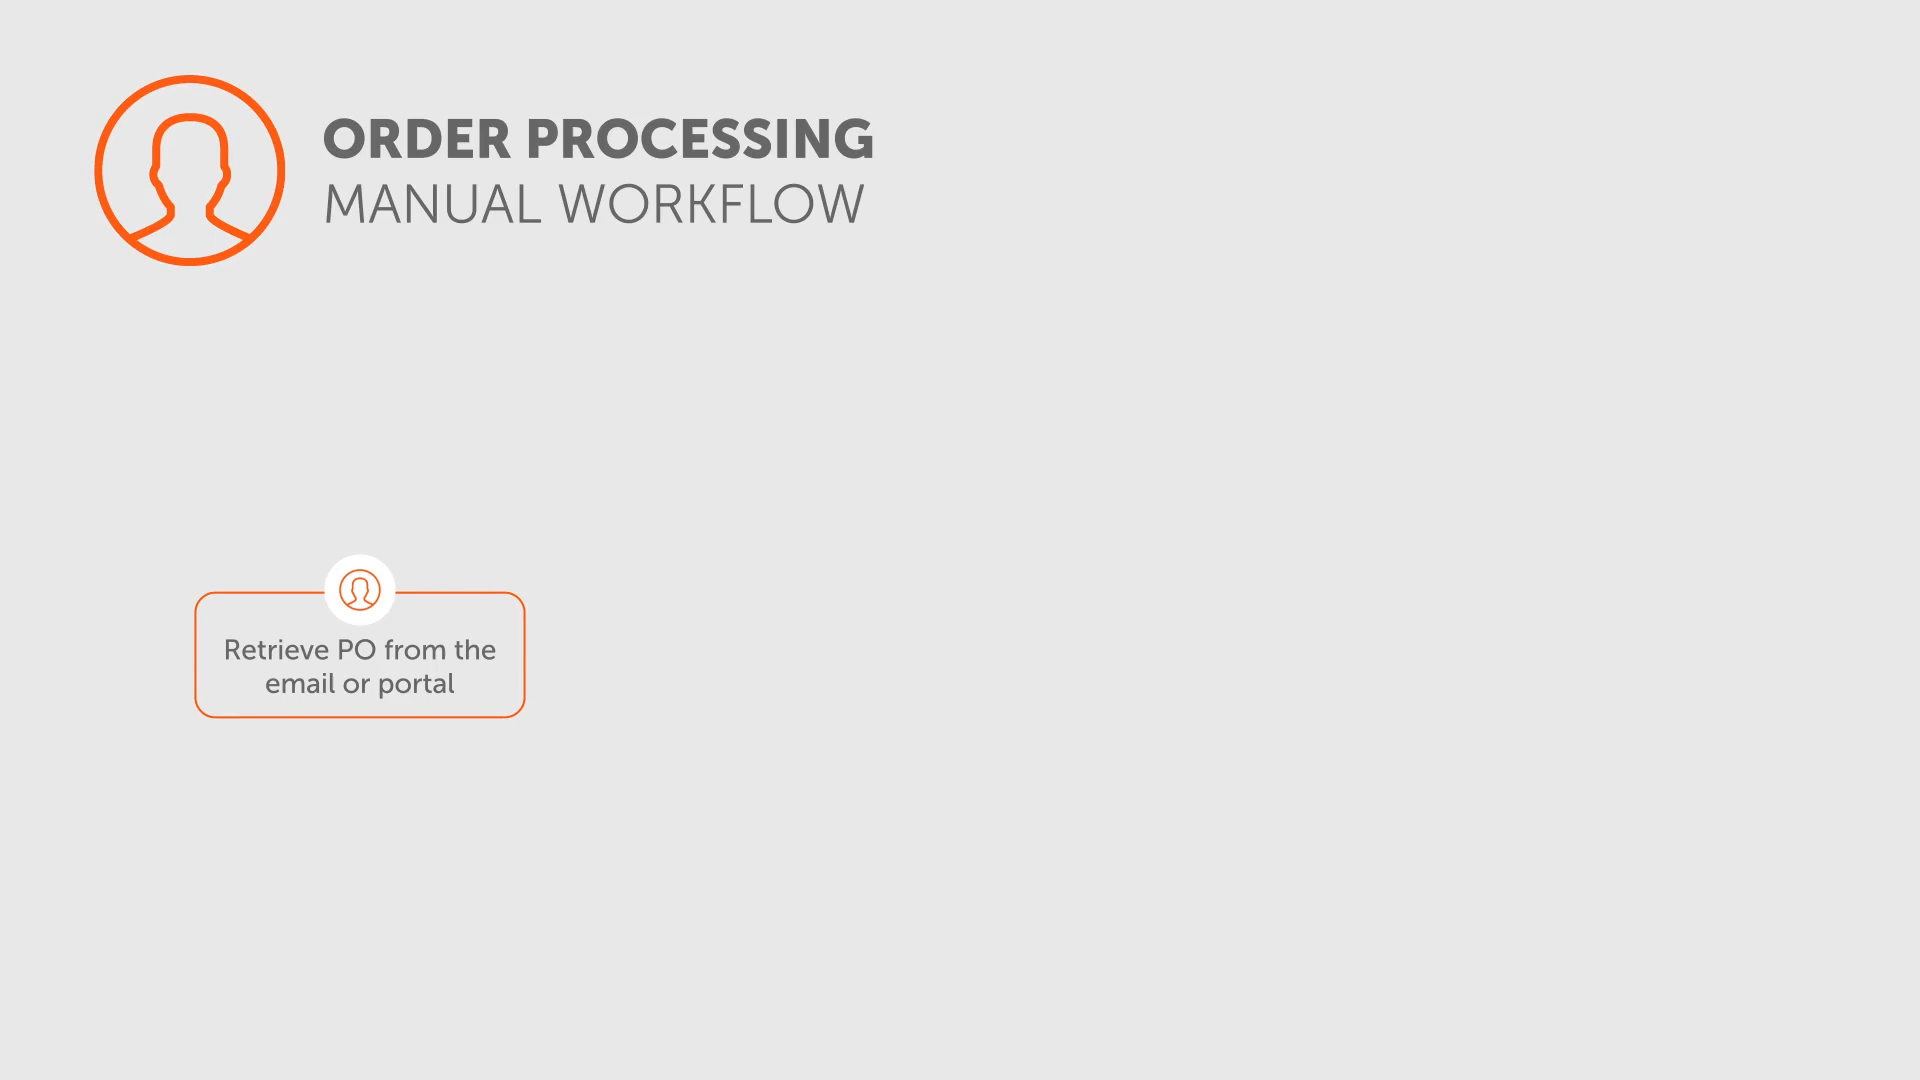 ORDER PROCESSING
MANUAL WORKFLOW
Retrieve PO from the
email or portal